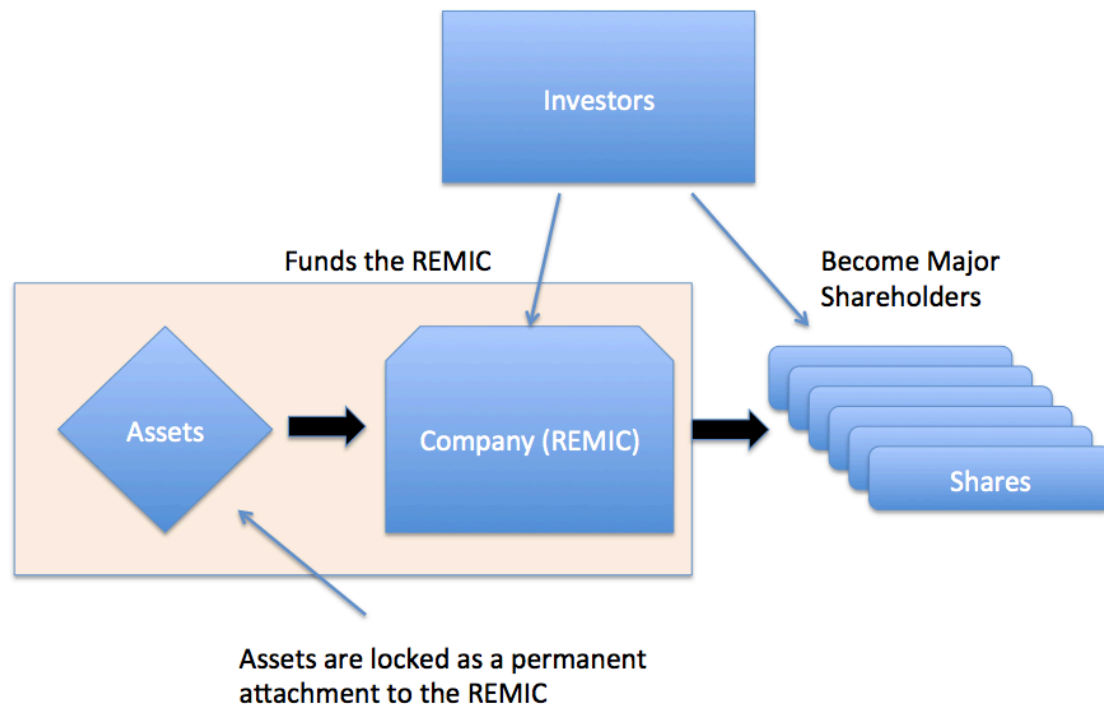 Investors
Funds the REMIC
Become Major
Shareholders
Assets
Company (REMIC)
Shares
Assets are locked as a permanent
attachment to the REMIC